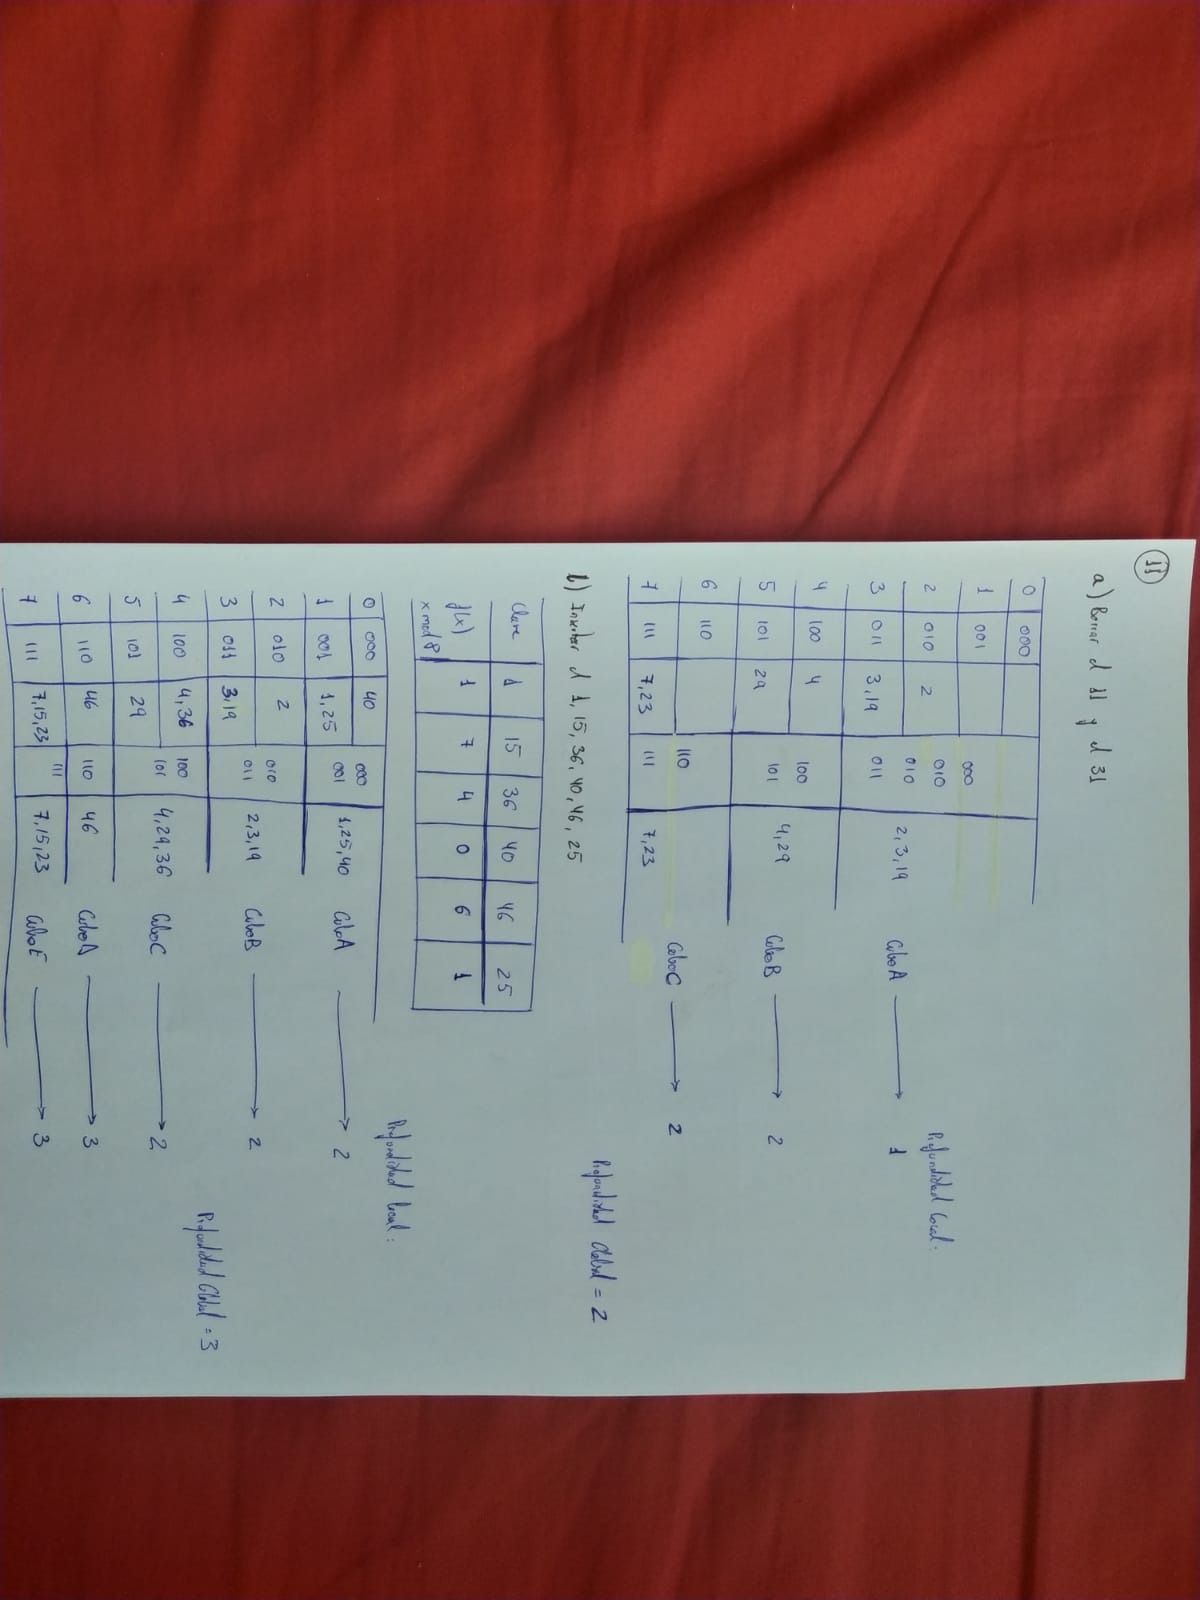 11
a) Borrar el 11 y el 31
Profundidad local:
0 000
1 001 000
2 010 2 010
010 2,3,19 Cubo A → 1
3 011 3,19 011
4 100 4 100
4,29 Cubo B → 2
5 101 29 101
6 110 110
Cubo C → 2
7 111 7,23 111 7,23
Profundidad Global = 2
b) Insertar el 1, 15, 36, 40, 46, 25
Clave 1 15 36 40 46 25
f(x) 1 7 4 0 6 1
x mod 8
Profundidad local:
0 000 40 000
1,25,40 Cubo A → 2
1 001 1,25 001
2 010 2 010
2,3,19 Cubo B → 2
3 011 3,19 011
4 100 4,36 100
4,29,36 Cubo C → 2
5 101 29 101
6 110 46 110 46 Cubo D → 3
7 111 7,15,23 111 7,15,23 Cubo E → 3
Profundidad Global = 3